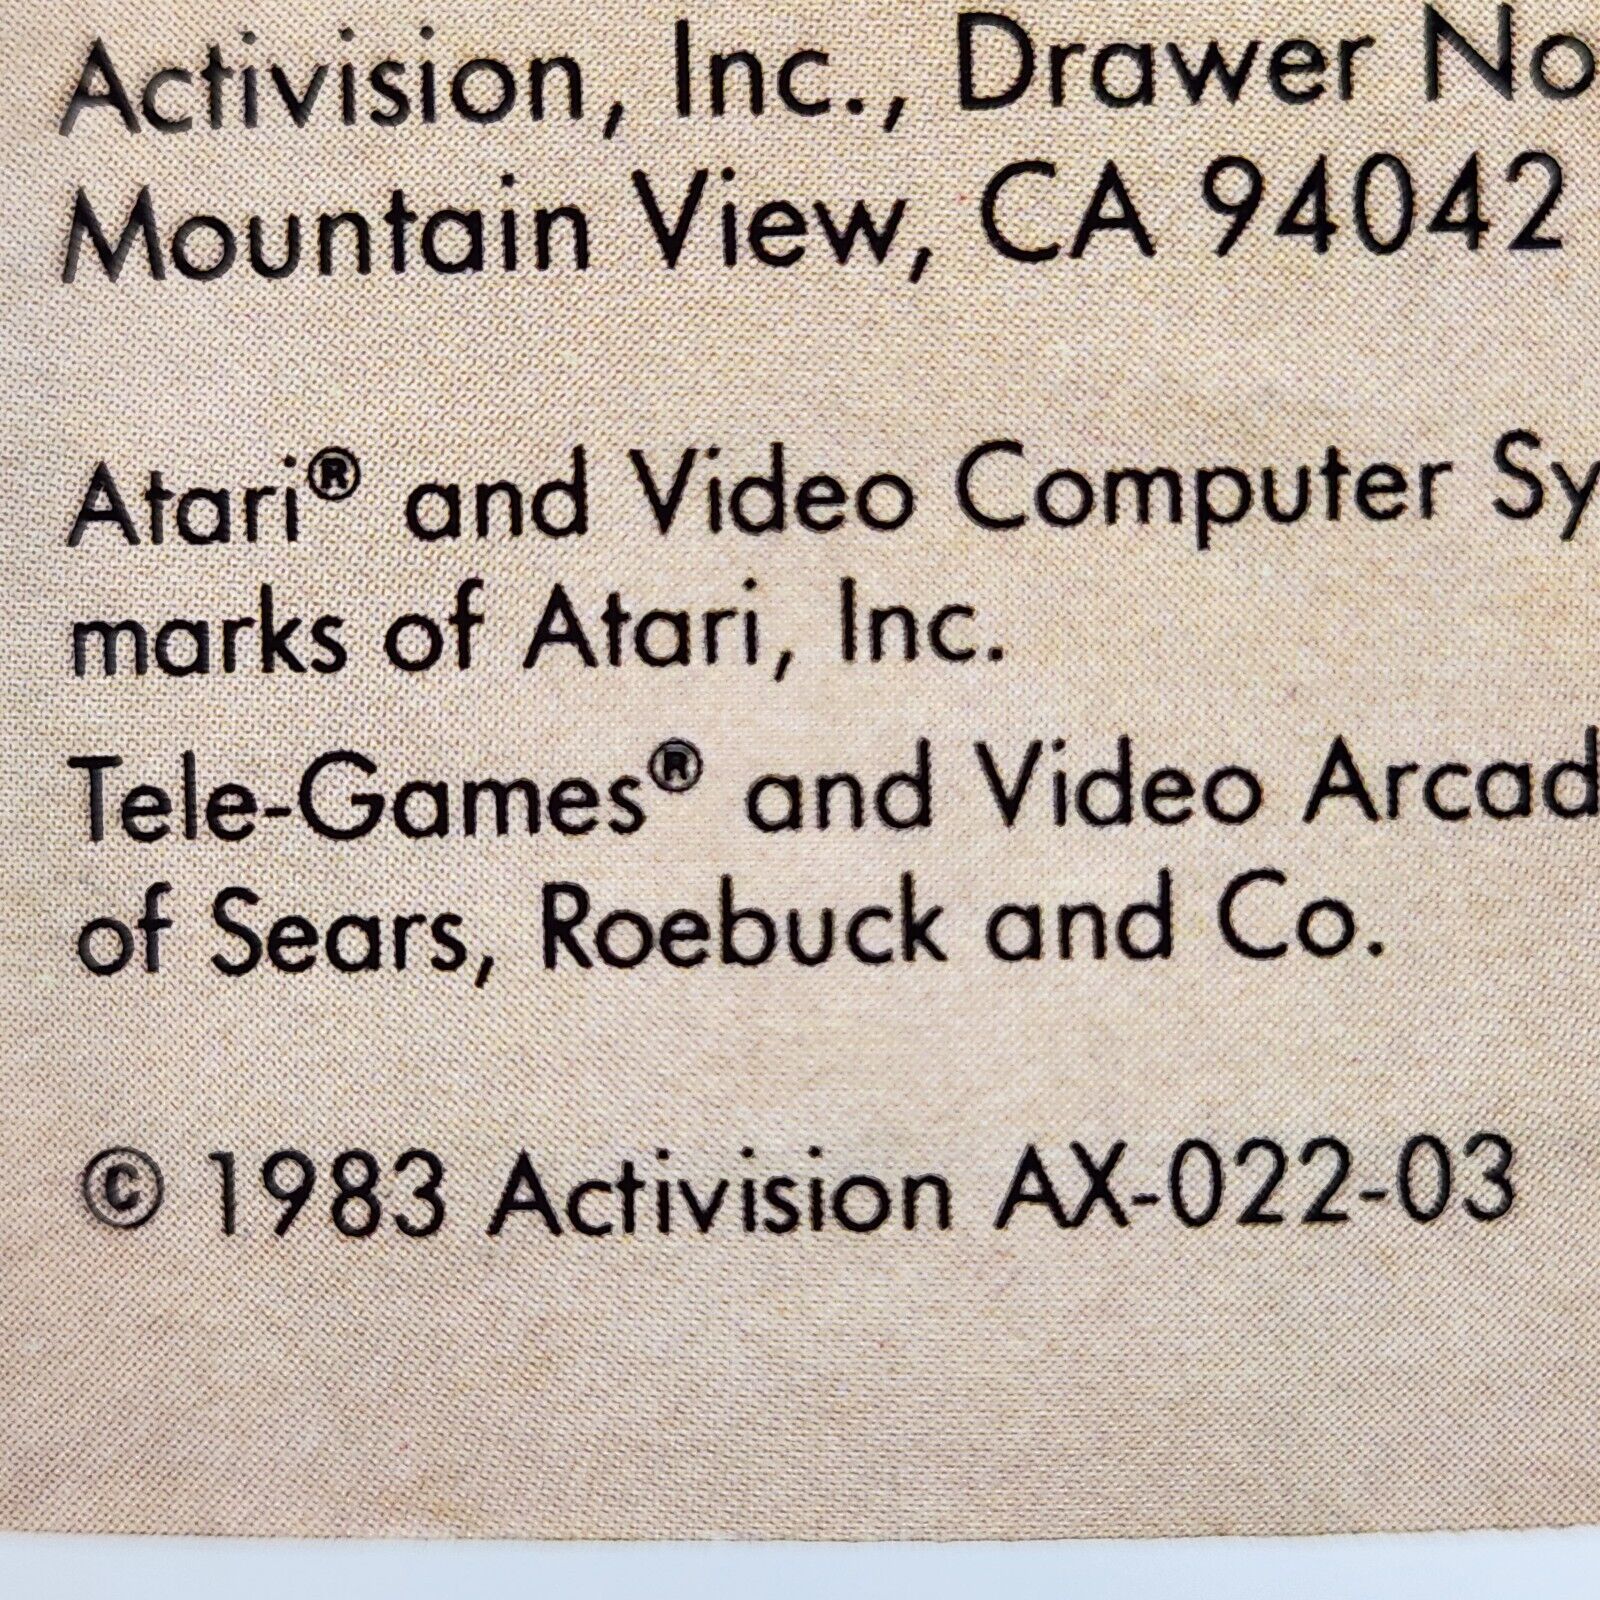 Activision, Inc., Drawer No
Mountain View, CA 94042
Atari® and Video Computer Sy
marks of Atari, Inc.
Tele-Games® and Video Arcad
of Sears, Roebuck and Co.
© 1983 Activision AX-022-03